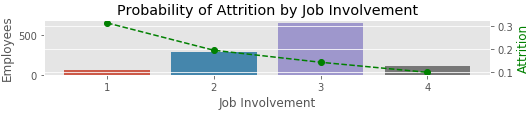 Probability of Attrition by Job Involvement
Employees
500
0
0.3
0.2
0.1
Attrition
1 2 3 4
Job Involvement